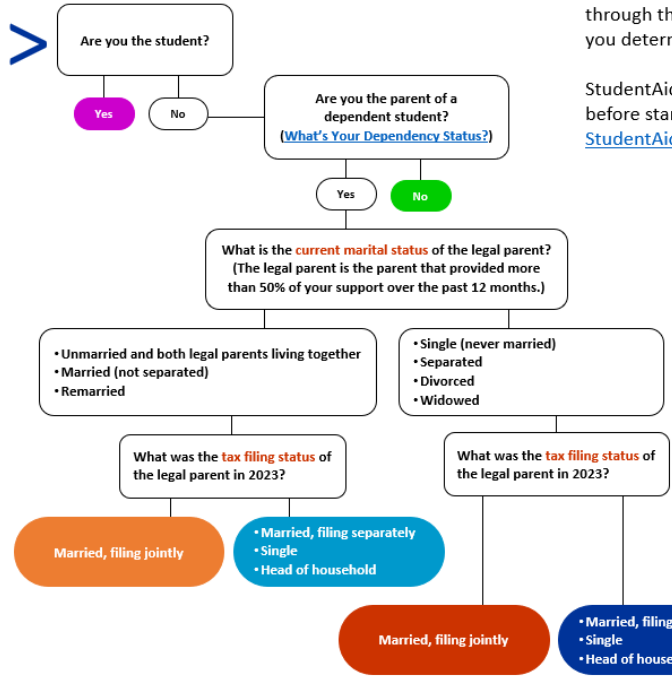 through th
you determ
StudentAid
before star
StudentAid
>
Are you the student?
Yes
No
Are you the parent of a
dependent student?
(What's Your Dependency Status?)
Yes
No
What is the current marital status of the legal parent?
(The legal parent is the parent that provided more
than 50% of your support over the past 12 months.)
• Unmarried and both legal parents living together
• Married (not separated)
• Remarried
• Single (never married)
• Separated
• Divorced
• Widowed
What was the tax filing status of
the legal parent in 2023?
What was the tax filing status of
the legal parent in 2023?
Married, filing jointly
• Married, filing separately
• Single
• Head of household
Married, filing jointly
• Married, filing
• Single
• Head of house